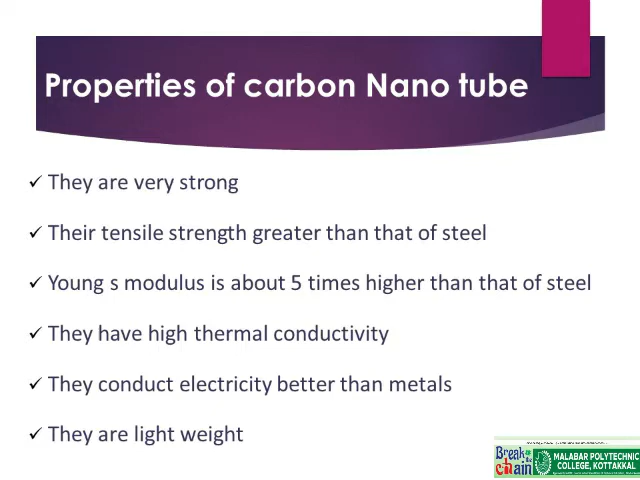 Properties of carbon Nano tube
✓ They are very strong
✓ Their tensile strength greater than that of steel
✓ Young s modulus is about 5 times higher than that of steel
✓ They have high thermal conductivity
✓ They conduct electricity better than metals
✓ They are light weight
Break the chain
MALABAR POLYTECHNIC
COLLEGE, KOTTAKKAL